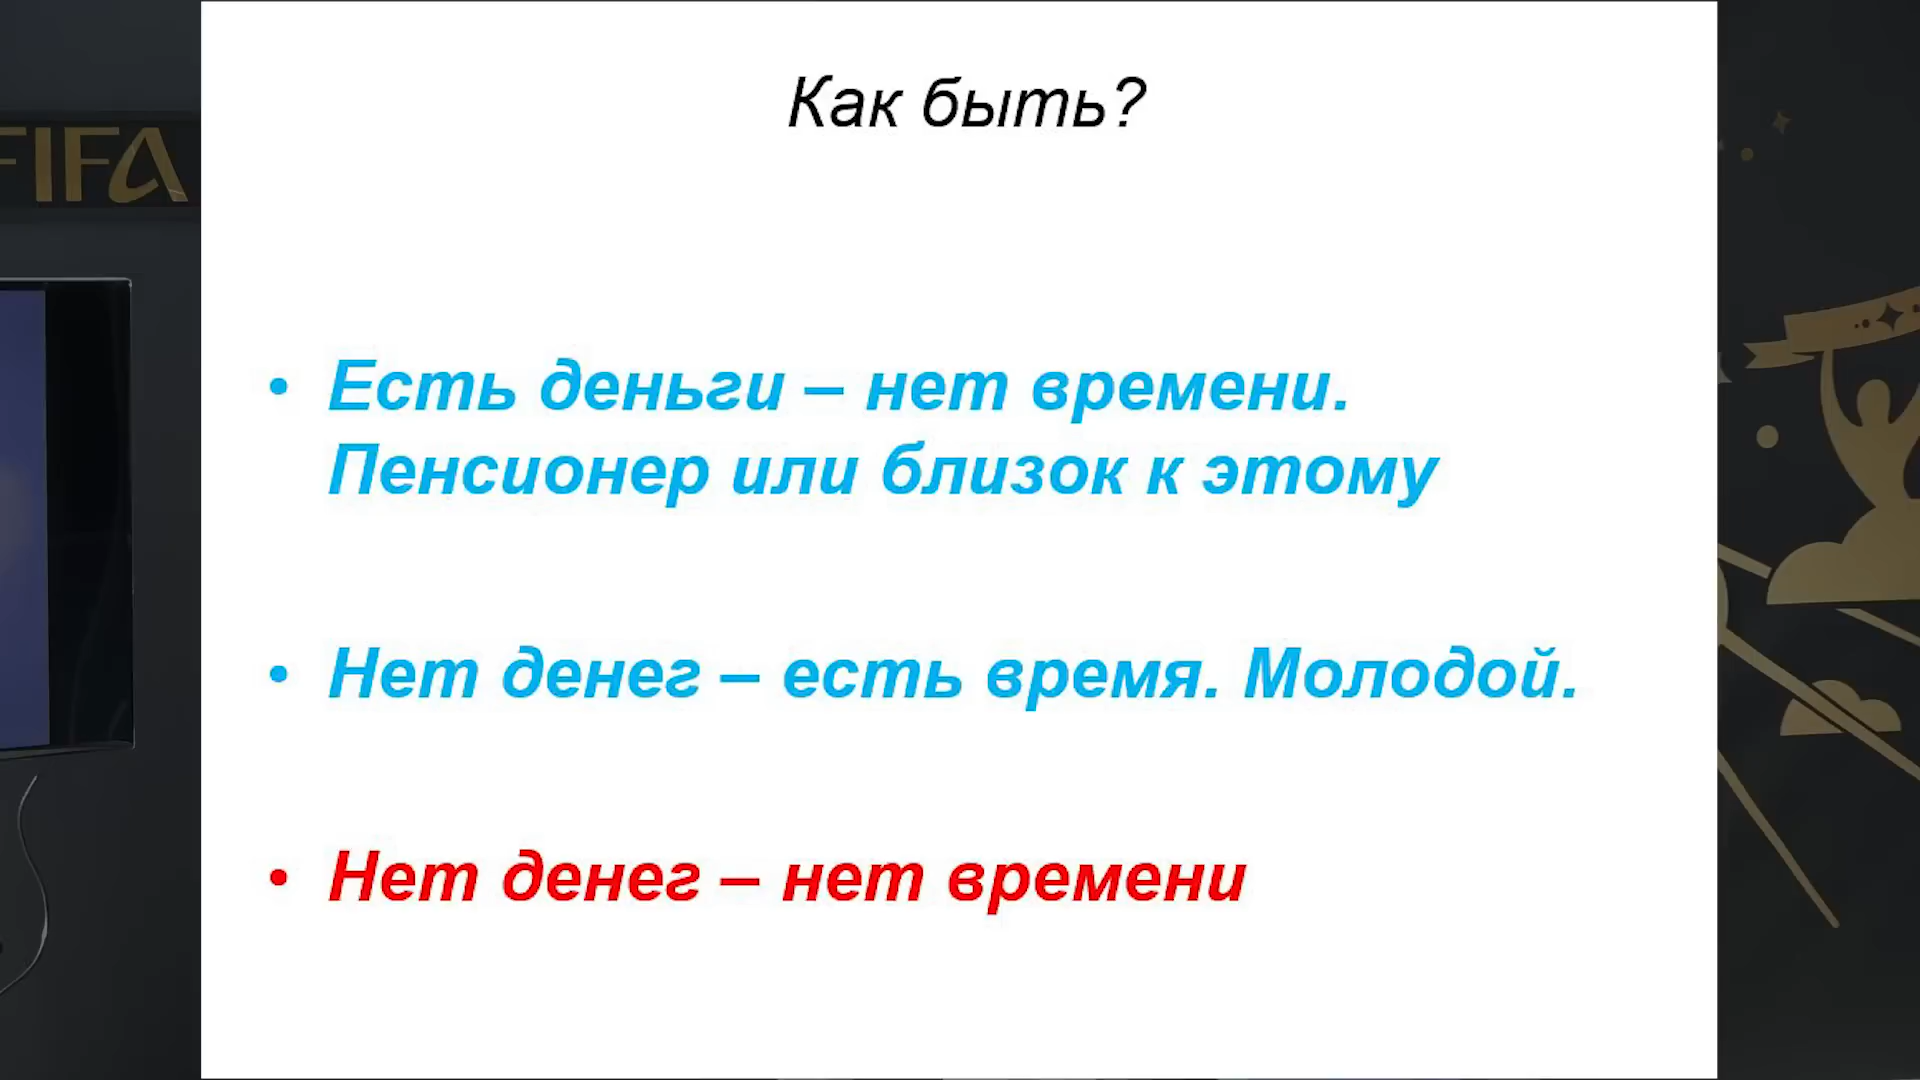 Как быть?
FIFA
• Есть деньги – нет времени.
Пенсионер или близок к этому
• Нет денег – есть время. Молодой.
• Нет денег – нет времени